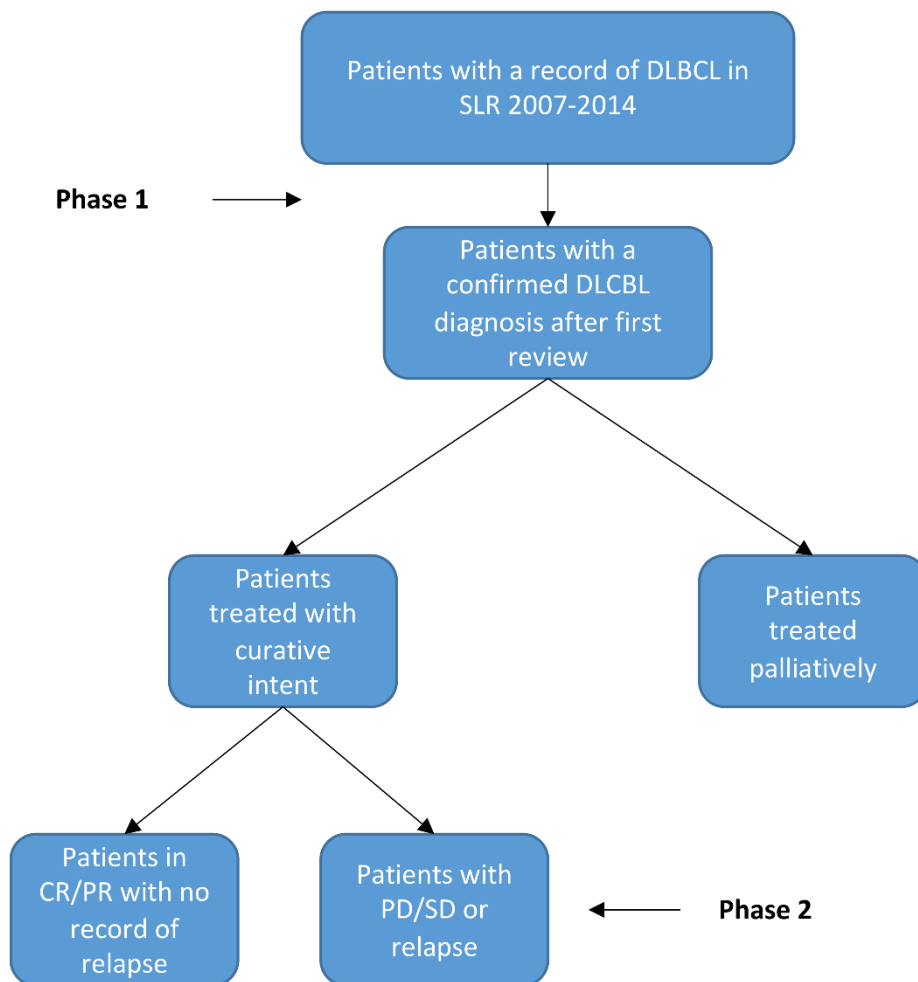 Patients with a record of DLBCL in
SLR 2007-2014
Phase 1
Patients with a
confirmed DLCBL
diagnosis after first
review
Patients
treated with
curative
intent
Patients
treated
palliatively
Patients in
CR/PR with no
record of
relapse
Patients with
PD/SD or
relapse
Phase 2